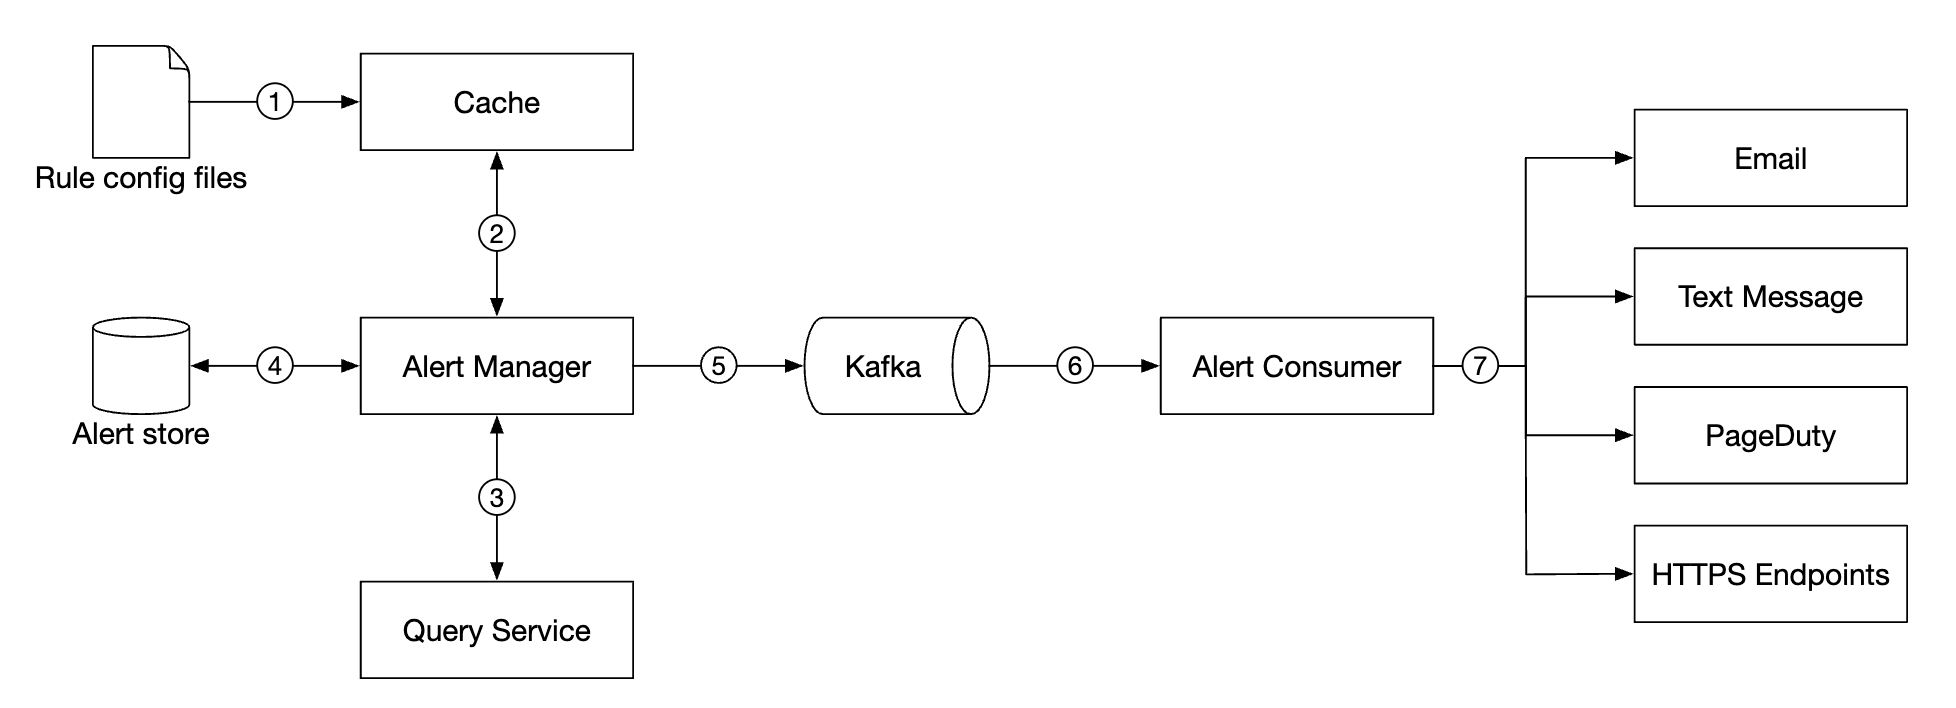 1
Cache
Rule config files
2
Email
Text Message
4
Alert Manager
5
Kafka
6
Alert Consumer
7
Alert store
PageDuty
3
HTTPS Endpoints
Query Service